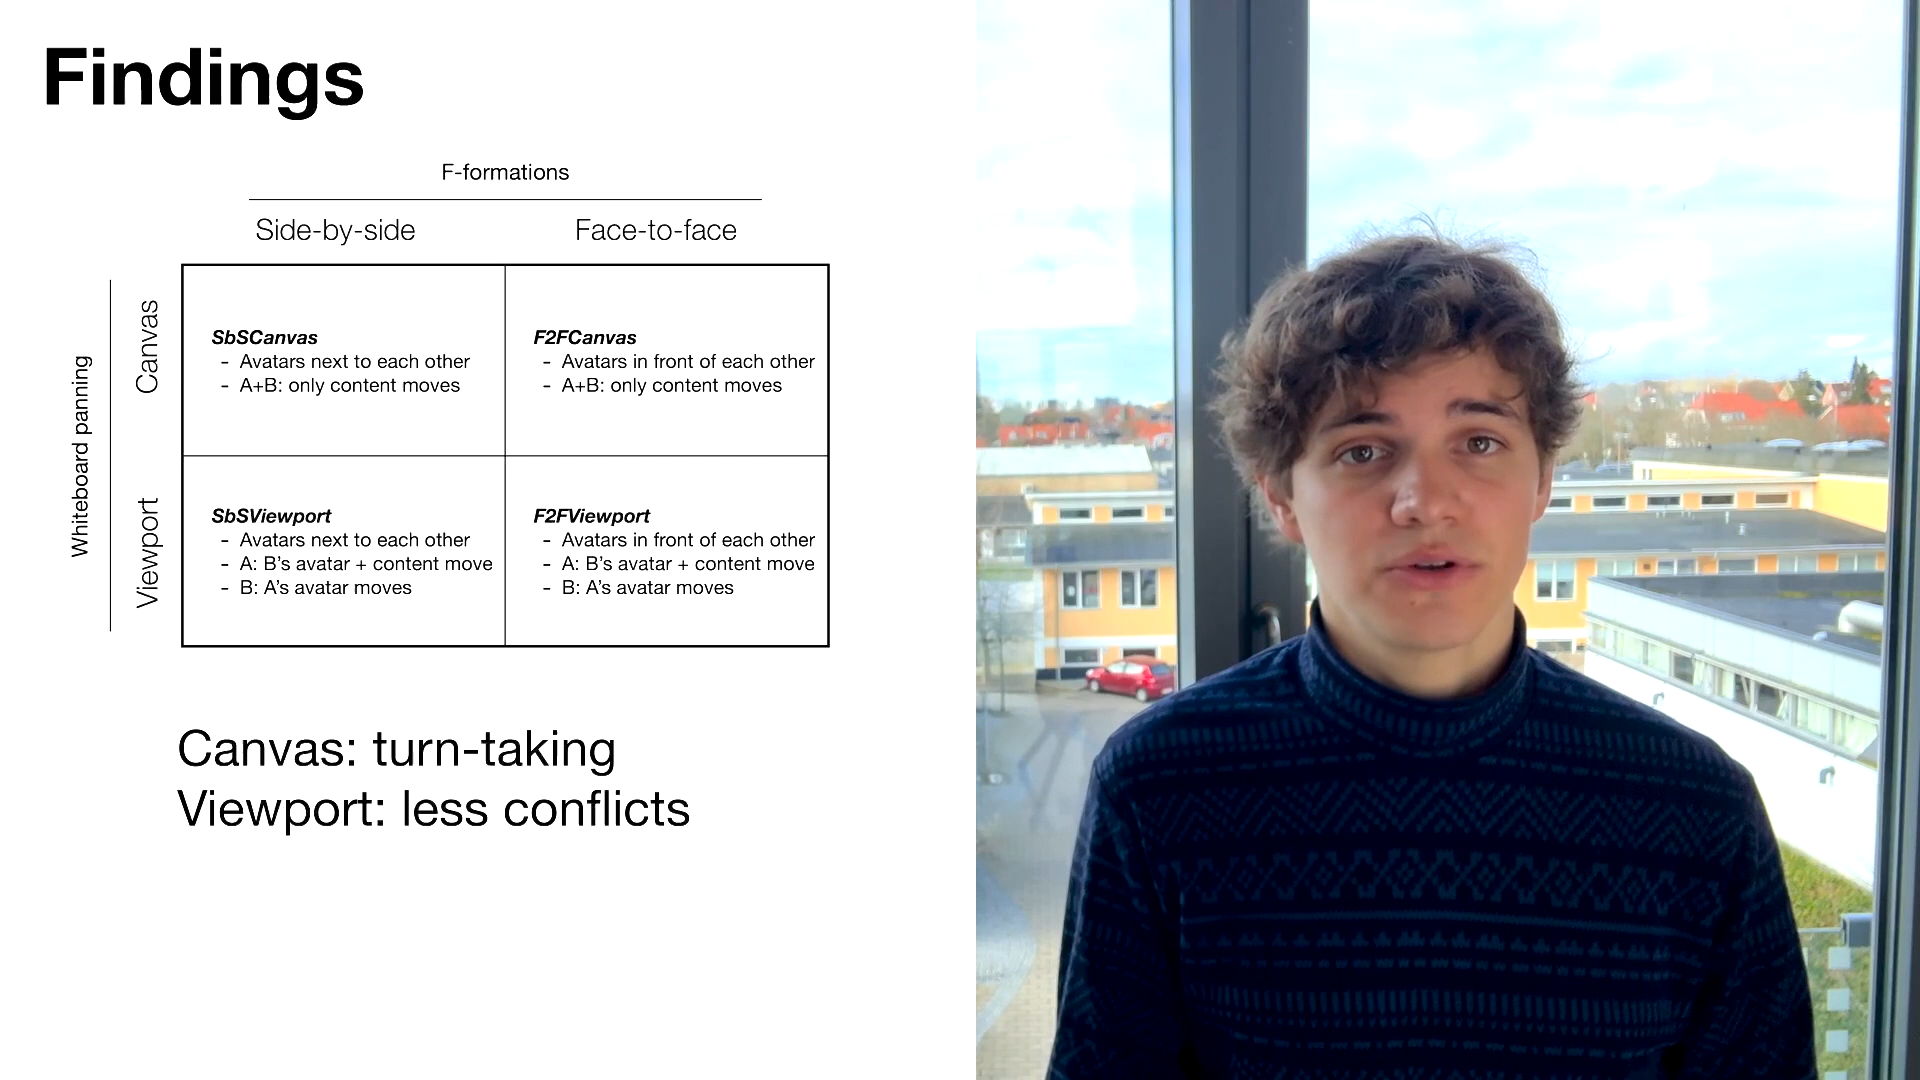 Findings
F-formations
Side-by-side
Face-to-face
Whiteboard panning
Canvas
SbSCanvas
- Avatars next to each other
- A+B: only content moves
F2FCanvas
- Avatars in front of each other
- A+B: only content moves
Viewport
SbSViewport
- Avatars next to each other
- A: B's avatar + content move
- B: A's avatar moves
F2FViewport
- Avatars in front of each other
- A: B's avatar + content move
- B: A's avatar moves
Canvas: turn-taking
Viewport: less conflicts